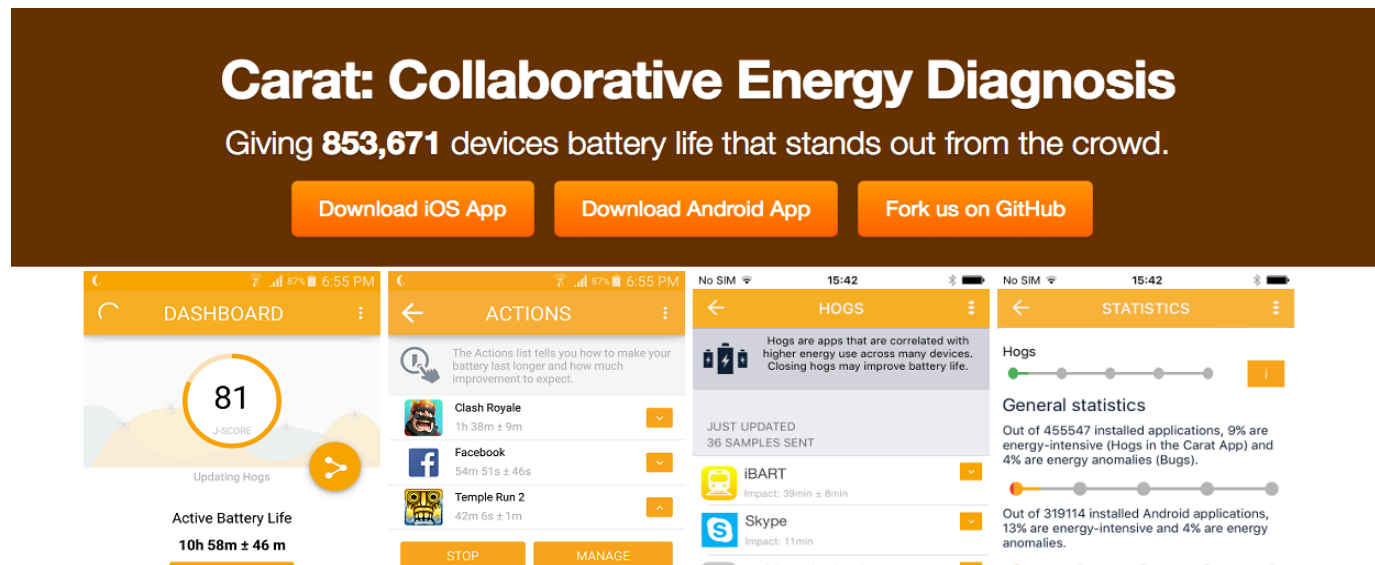 Carat: Collaborative Energy Diagnosis
Giving 853,671 devices battery life that stands out from the crowd.
Download iOS App
Download Android App
Fork us on GitHub
87% 6:55 PM
DASHBOARD
81
J-SCORE
Updating Hogs
Active Battery Life
10h 58m ± 46 m
87% 6:55 PM
ACTIONS
The Actions list tells you how to make your
battery last longer and how much
improvement to expect.
Clash Royale
1h 38m ± 9m
Facebook
54m 51s ± 46s
Temple Run 2
42m 6s ± 1m
STOP
MANAGE
No SIM 15:42
HOGS
Hogs are apps that are correlated with
higher energy use across many devices.
Closing hogs may improve battery life.
JUST UPDATED
36 SAMPLES SENT
iBART
Impact: 39min ± 8min
Skype
Impact: 11min
No SIM 15:42
STATISTICS
Hogs
i
General statistics
Out of 455547 installed applications, 9% are
energy-intensive (Hogs in the Carat App) and
4% are energy anomalies (Bugs).
Out of 319114 installed Android applications,
13% are energy-intensive and 4% are energy
anomalies.